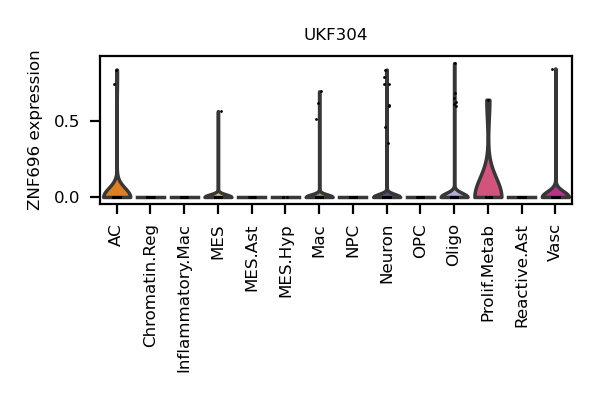 UKF304
ZNF696 expression
0.5
0.0
AC
Chromatin.Reg
Inflammatory.Mac
MES
MES.Ast
MES.Hyp
Mac
NPC
Neuron
OPC
Oligo
Prolif.Metab
Reactive.Ast
Vasc